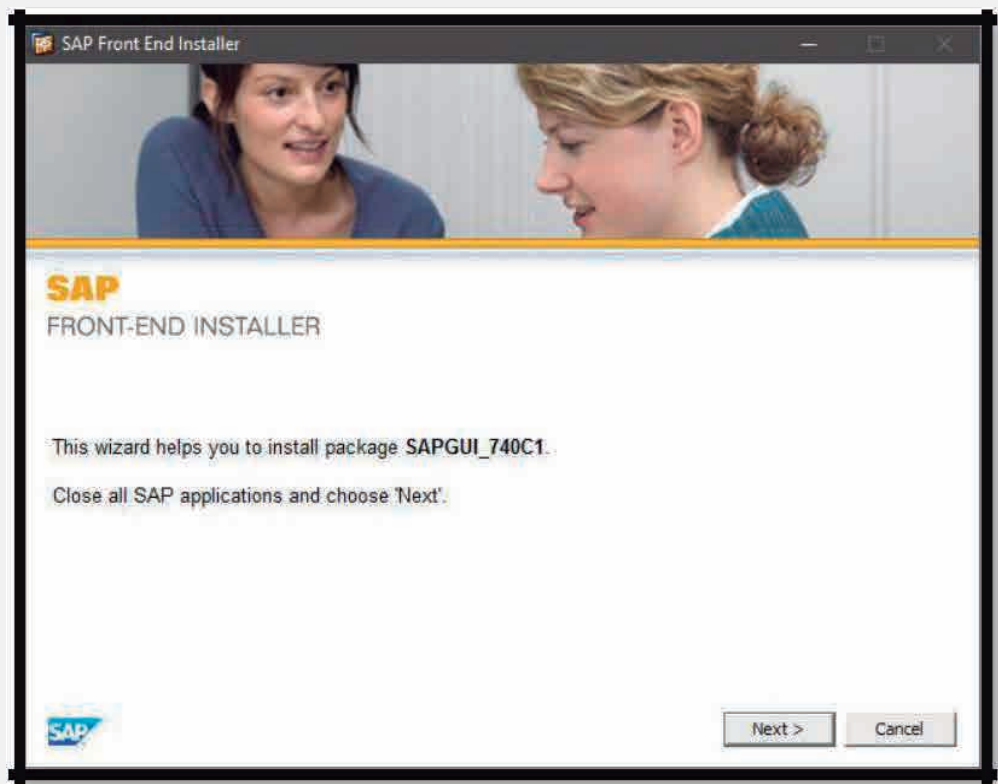 SAP Front End Installer
SAP
FRONT-END INSTALLER
This wizard helps you to install package SAPGUI_740C1.
Close all SAP applications and choose 'Next'.
SAP
Next >
Cancel